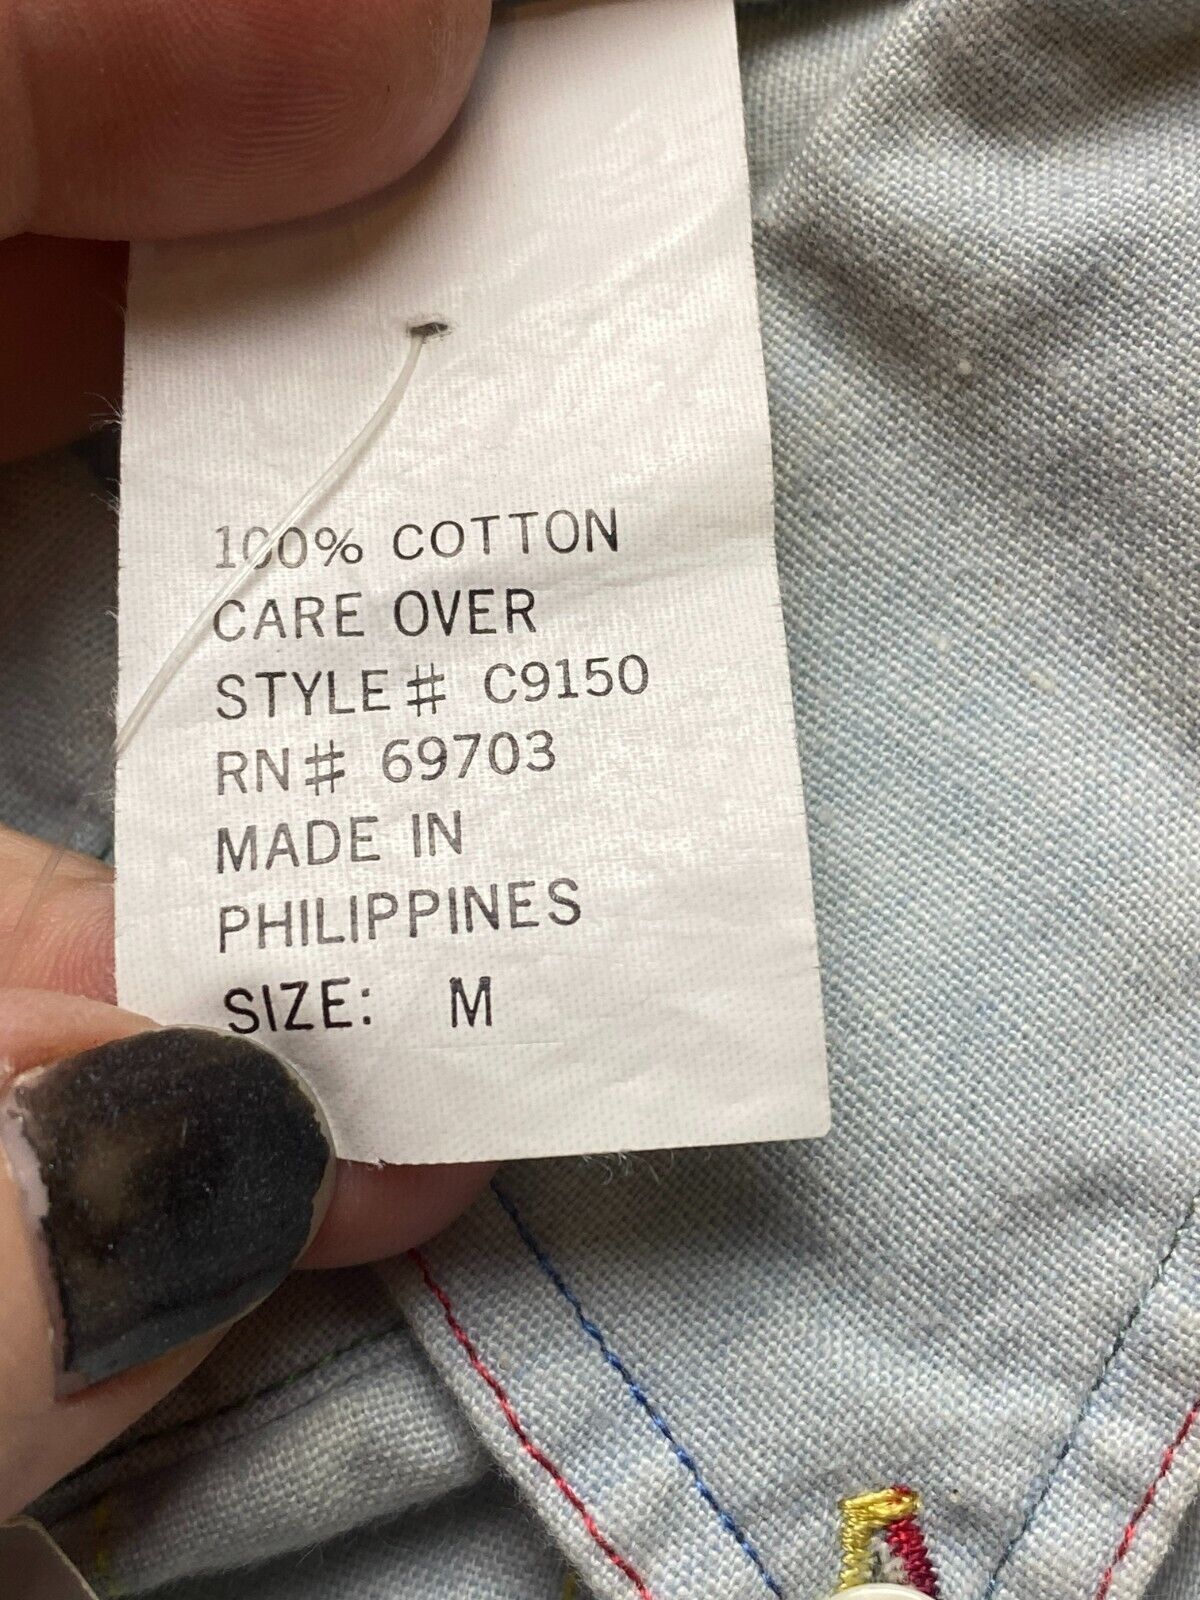 100% COTTON
CARE OVER
STYLE# C9150
RN# 69703
MADE IN
PHILIPPINES
SIZE: M